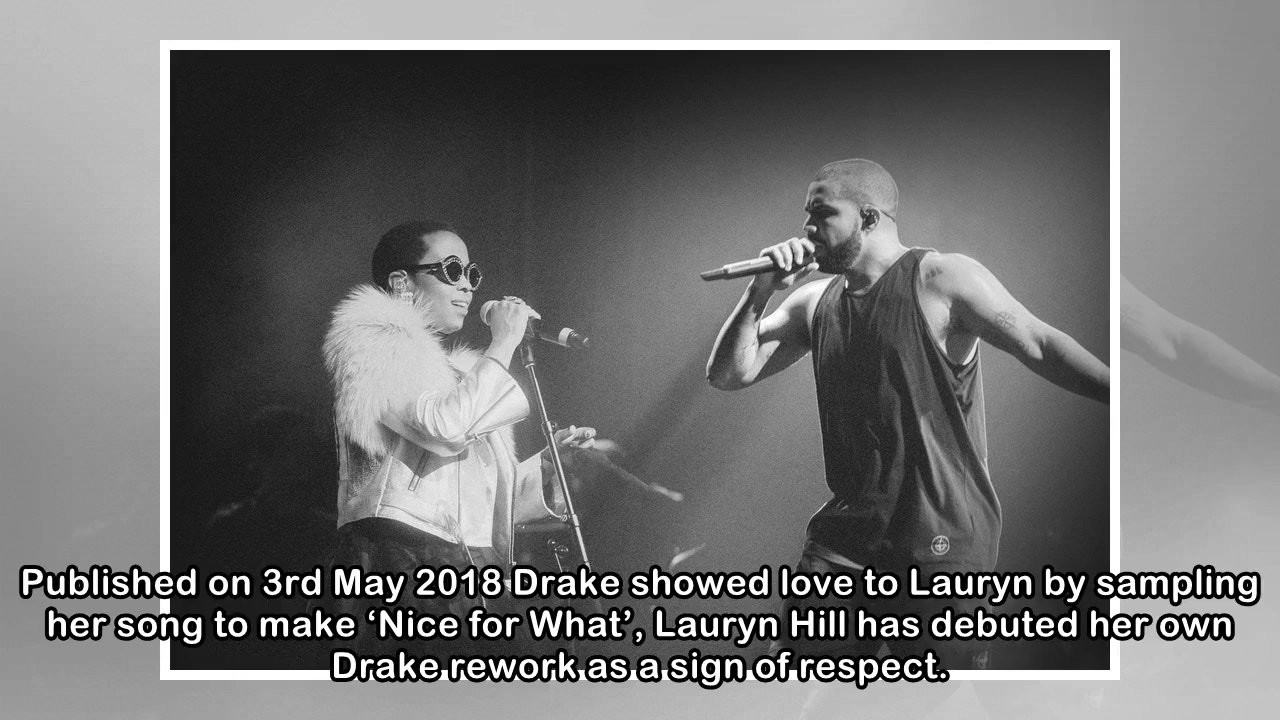 Published on 3rd May 2018 Drake showed love to Lauryn by sampling
her song to make ‘Nice for What’, Lauryn Hill has debuted her own
Drake rework as a sign of respect.